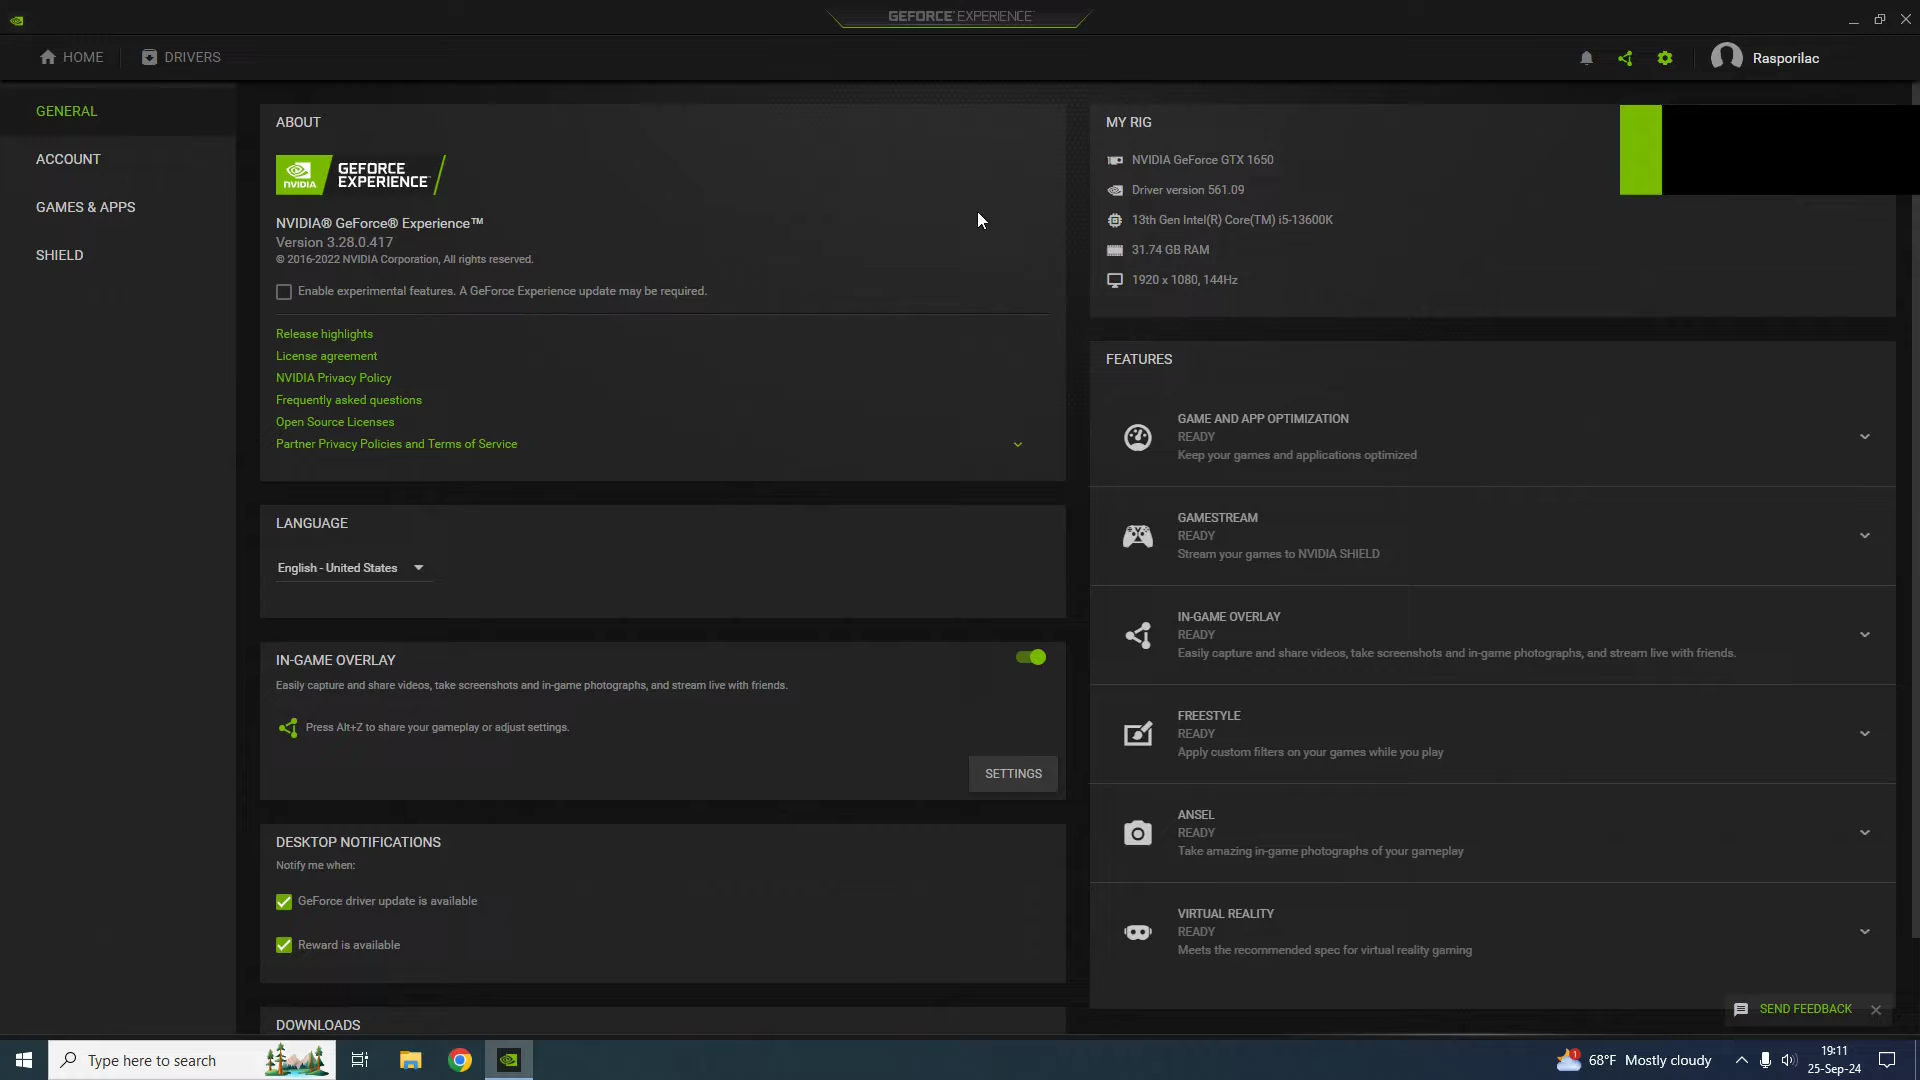 GEFORCE EXPERIENCE
HOME
DRIVERS
Rasporilac
GENERAL
ACCOUNT
GAMES & APPS
SHIELD
ABOUT
NVIDIA.
GEFORCE
EXPERIENCE
NVIDIA® GeForce® Experience™
Version 3.28.0.417
© 2016-2022 NVIDIA Corporation, All rights reserved.
Enable experimental features. A GeForce Experience update may be required.
Release highlights
License agreement
NVIDIA Privacy Policy
Frequently asked questions
Open Source Licenses
Partner Privacy Policies and Terms of Service
LANGUAGE
English - United States
IN-GAME OVERLAY
Easily capture and share videos, take screenshots and in-game photographs, and stream live with friends.
Press Alt+Z to share your gameplay or adjust settings.
SETTINGS
DESKTOP NOTIFICATIONS
Notify me when:
GeForce driver update is available
Reward is available
DOWNLOADS
MY RIG
NVIDIA GeForce GTX 1650
Driver version 561.09
13th Gen Intel(R) Core(TM) i5-13600K
31.74 GB RAM
1920 x 1080, 144Hz
FEATURES
GAME AND APP OPTIMIZATION
READY
Keep your games and applications optimized
GAMESTREAM
READY
Stream your games to NVIDIA SHIELD
IN-GAME OVERLAY
READY
Easily capture and share videos, take screenshots and in-game photographs, and stream live with friends.
FREESTYLE
READY
Apply custom filters on your games while you play
ANSEL
READY
Take amazing in-game photographs of your gameplay
VIRTUAL REALITY
READY
Meets the recommended spec for virtual reality gaming
SEND FEEDBACK
Type here to search
1
68°F Mostly cloudy
19:11
25-Sep-24